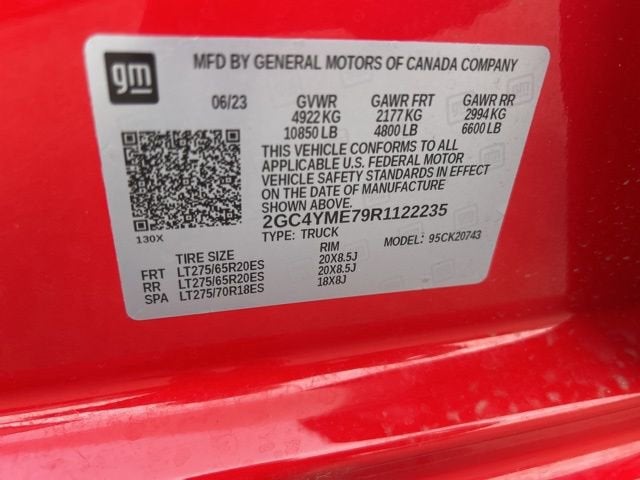 gm
MFD BY GENERAL MOTORS OF CANADA COMPANY
06/23 GVWR GAWR FRT GAWR RR
4922 KG 2177 KG 2994 KG
10850 LB 4800 LB 6600 LB
THIS VEHICLE CONFORMS TO ALL
APPLICABLE U.S. FEDERAL MOTOR
VEHICLE SAFETY STANDARDS IN EFFECT
ON THE DATE OF MANUFACTURE
SHOWN ABOVE.
2GC4YME79R1122235
130X TYPE: TRUCK MODEL: 95CK20743
TIRE SIZE RIM
FRT LT275/65R20ES 20X8.5J
RR LT275/65R20ES 20X8.5J
SPA LT275/70R18ES 18X8J